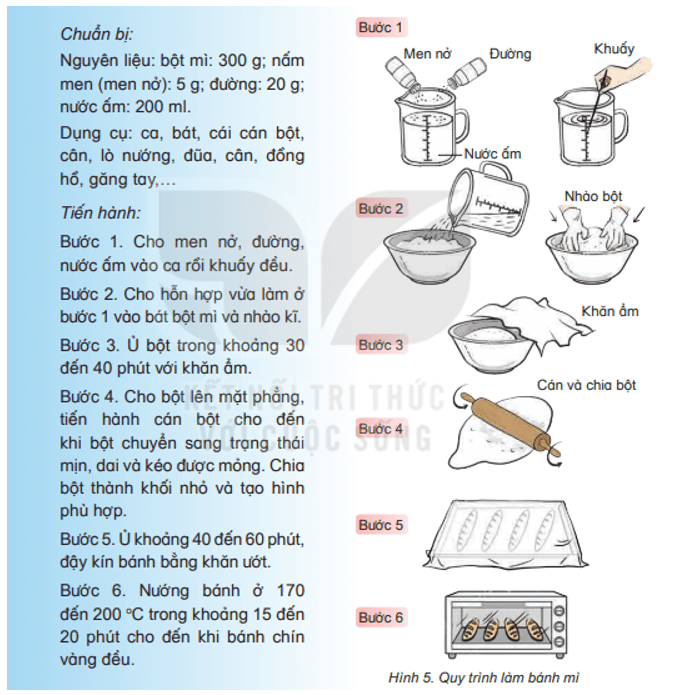 Chuẩn bị:
Nguyên liệu: bột mì: 300 g; nấm
men (men nở): 5 g; đường: 20 g;
nước ấm: 200 ml.
Dụng cụ: ca, bát, cái cán bột,
cân, lò nướng, đũa, cân, đồng
hồ, găng tay,…
Tiến hành:
Bước 1. Cho men nở, đường,
nước ấm vào ca rồi khuấy đều.
Bước 2. Cho hỗn hợp vừa làm ở
bước 1 vào bát bột mì và nhào kĩ.
Bước 3. Ủ bột trong khoảng 30
đến 40 phút với khăn ẩm.
Bước 4. Cho bột lên mặt phẳng,
tiến hành cán bột cho đến
khi bột chuyển sang trạng thái
mịn, dai và kéo được mỏng. Chia
bột thành khối nhỏ và tạo hình
phù hợp.
Bước 5. Ủ khoảng 40 đến 60 phút,
đậy kín bánh bằng khăn ướt.
Bước 6. Nướng bánh ở 170
đến 200 °C trong khoảng 15 đến
20 phút cho đến khi bánh chín
vàng đều.
Bước 1
Men nở
Đường
Khuấy
Nước ấm
Bước 2
Nhào bột
Khăn ẩm
Bước 3
Cán và chia bột
Bước 4
Bước 5
Bước 6
Hình 5. Quy trình làm bánh mì
KẾT NỐI TRI THỨC
VỚI CUỘC SỐNG